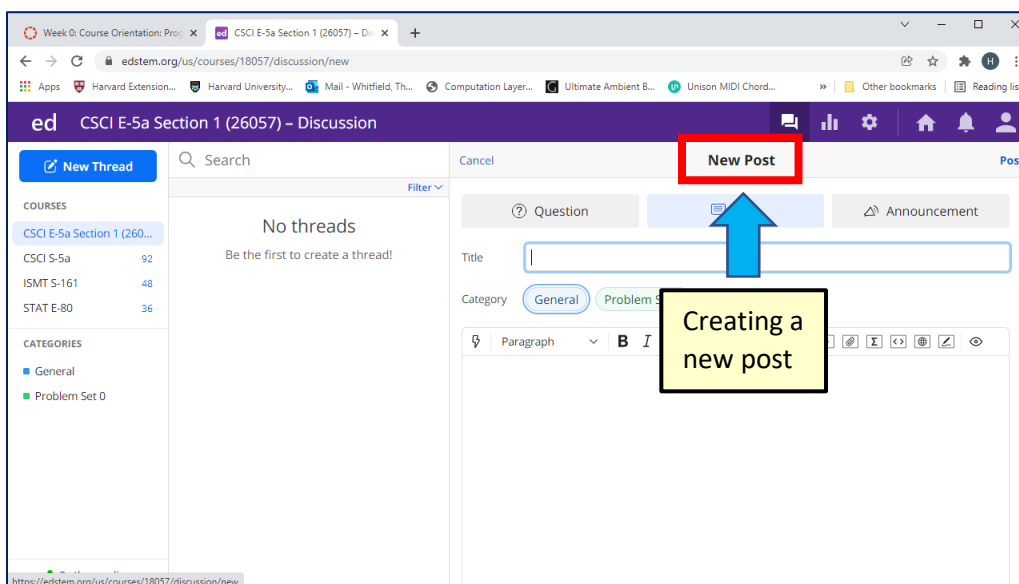 Week 0: Course Orientation: Prog
ed CSCI E-5a Section 1 (26057) – Dis
edstem.org/us/courses/18057/discussion/new
H
Apps Harvard Extension... Harvard University... Mail - Whitfield, Th... Computation Layer... Ultimate Ambient B... Unison MIDI Chord... » Other bookmarks Reading lis
ed CSCI E-5a Section 1 (26057) – Discussion
New Thread
Search
Cancel
New Post
Pos
Filter
COURSES
CSCI E-5a Section 1 (260...
CSCI S-5a 92
ISMT S-161 48
STAT E-80 36
CATEGORIES
General
Problem Set 0
No threads
Be the first to create a thread!
Question
Announcement
Title
Category General Problem S
Paragraph B I
Creating a
new post
https://edstem.org/us/courses/18057/discussion/new